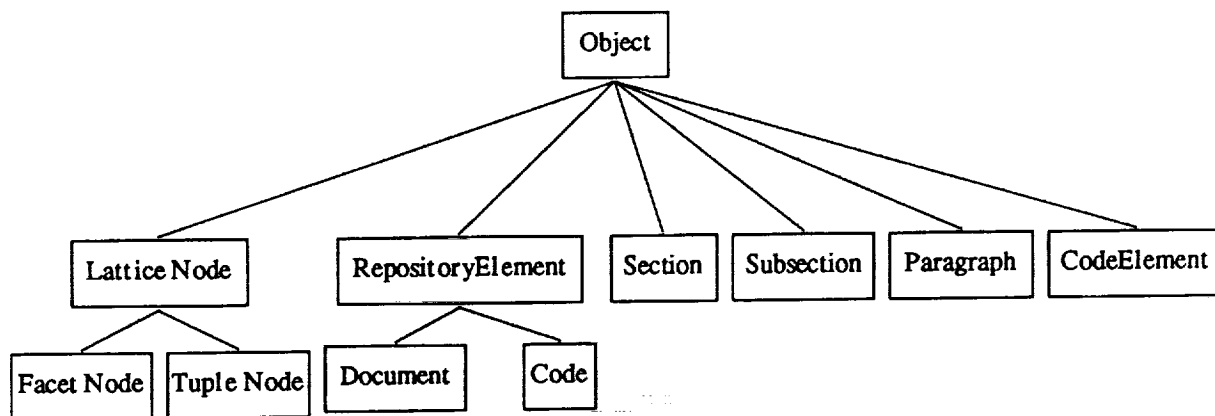 Object
Lattice Node
RepositoryElement
Section
Subsection
Paragraph
CodeElement
Facet Node
Tuple Node
Document
Code